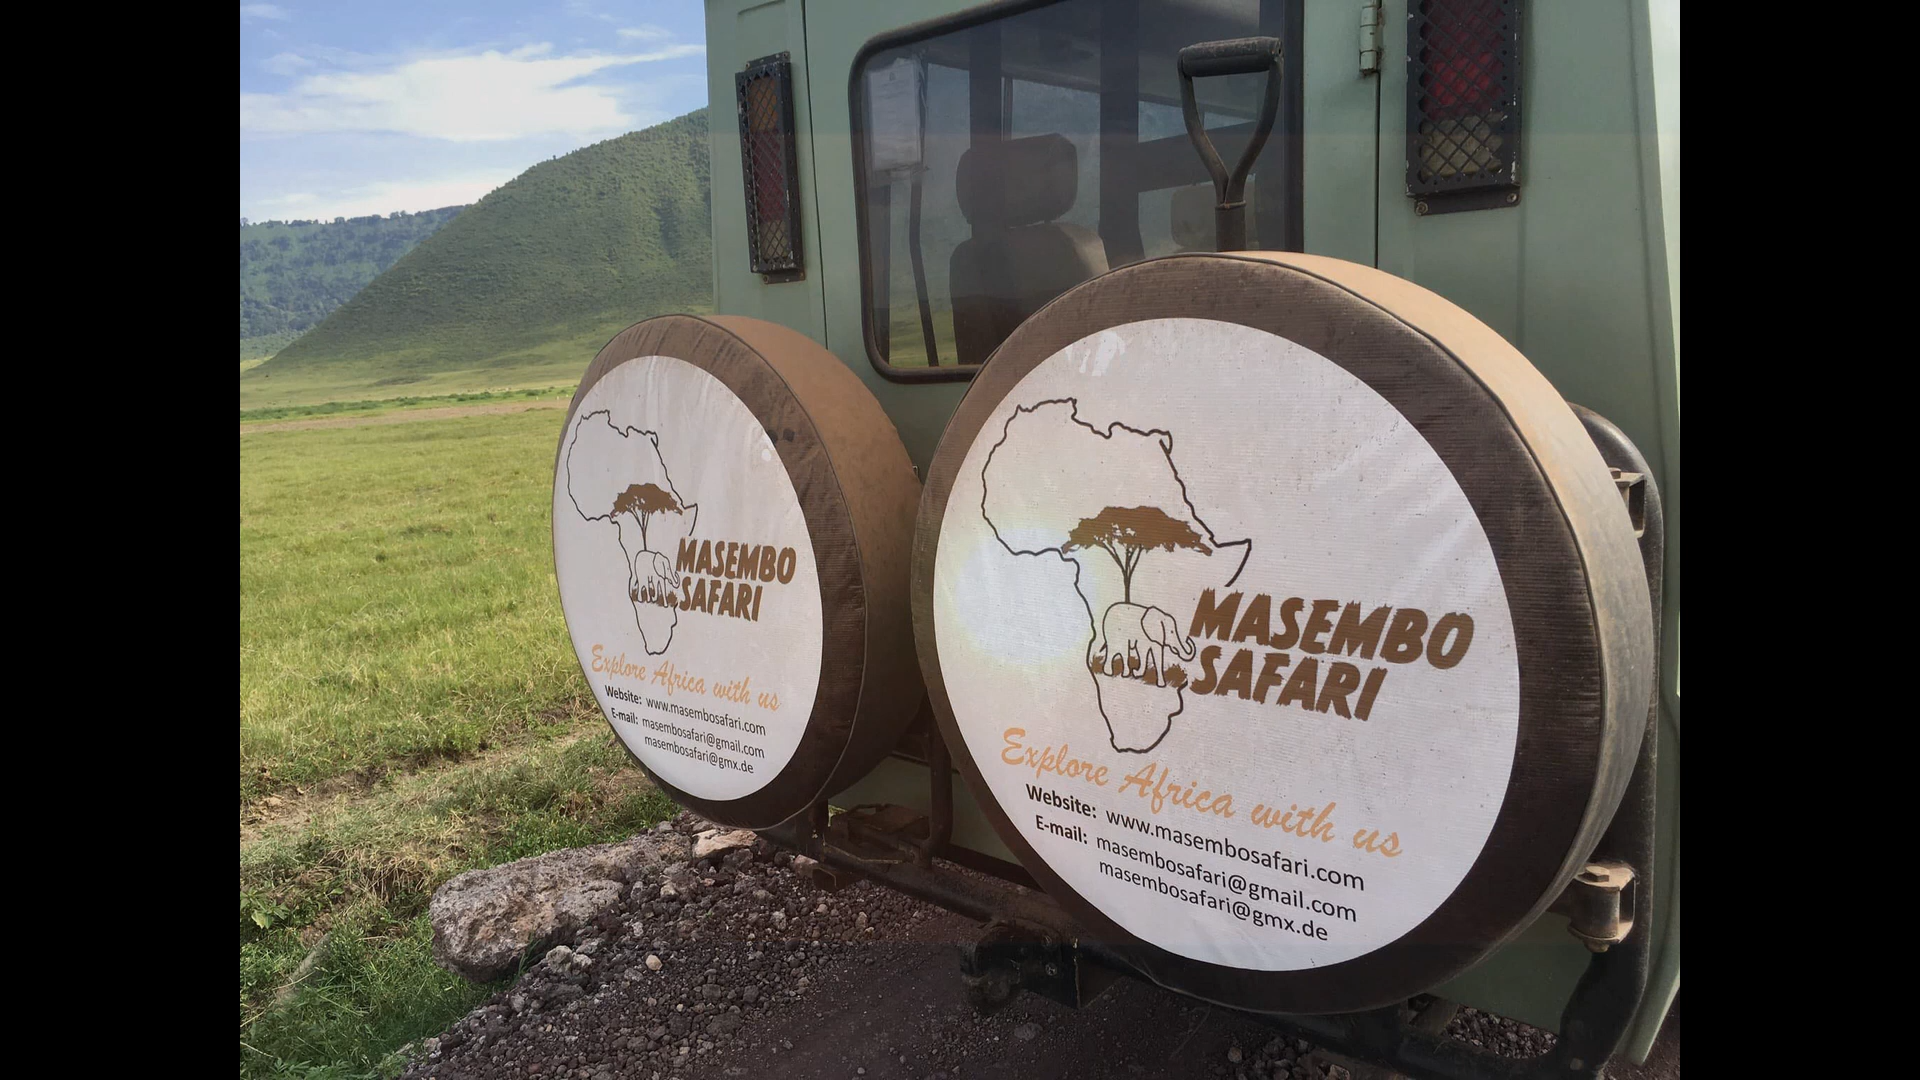 MASEMBO
SAFARI
Explore Africa with us
Website: www.masembosafari.com
E-mail: masembosafari@gmail.com
masembosafari@gmx.de
MASEMBO
SAFARI
Explore Africa with us
Website: www.masembosafari.com
E-mail: masembosafari@gmail.com
masembosafari@gmx.de